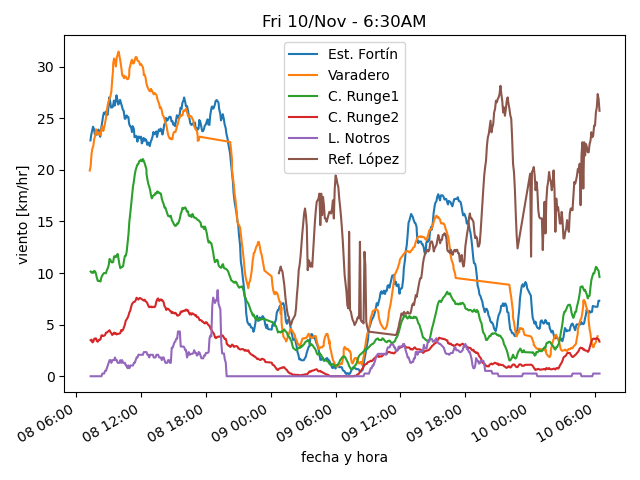 Fri 10/Nov - 6:30AM
Est. Fortín
Varadero
C. Runge1
C. Runge2
L. Notros
Ref. López
viento [km/hr]
30
25
20
15
10
5
0
08 06:00
08 12:00
08 18:00
09 00:00
09 06:00
09 12:00
09 18:00
10 00:00
10 06:00
fecha y hora